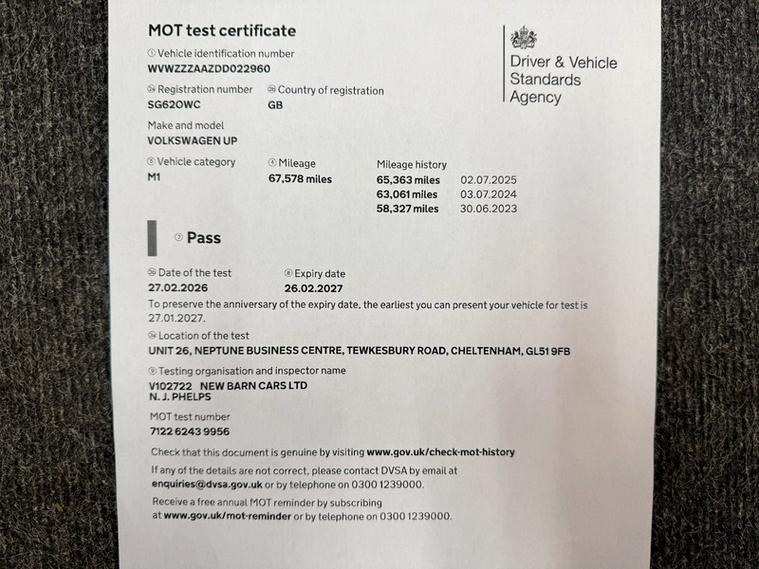 MOT test certificate
① Vehicle identification number
WVWZZZAAZDD022960
Driver & Vehicle
Standards
Agency
Registration number Country of registration
SG62OWC GB
Make and model
VOLKSWAGEN UP
⑤ Vehicle category ④ Mileage Mileage history
M1 67,578 miles 65,363 miles 02.07.2025
63,061 miles 03.07.2024
58,327 miles 30.06.2023
⑦ Pass
Date of the test ⑧ Expiry date
27.02.2026 26.02.2027
To preserve the anniversary of the expiry date, the earliest you can present your vehicle for test is
27.01.2027.
Location of the test
UNIT 26, NEPTUNE BUSINESS CENTRE, TEWKESBURY ROAD, CHELTENHAM, GL51 9FB
⑨ Testing organisation and inspector name
V102722 NEW BARN CARS LTD
N. J. PHELPS
MOT test number
7122 6243 9956
Check that this document is genuine by visiting www.gov.uk/check-mot-history
If any of the details are not correct, please contact DVSA by email at
enquiries@dvsa.gov.uk or by telephone on 0300 1239000.
Receive a free annual MOT reminder by subscribing
at www.gov.uk/mot-reminder or by telephone on 0300 1239000.